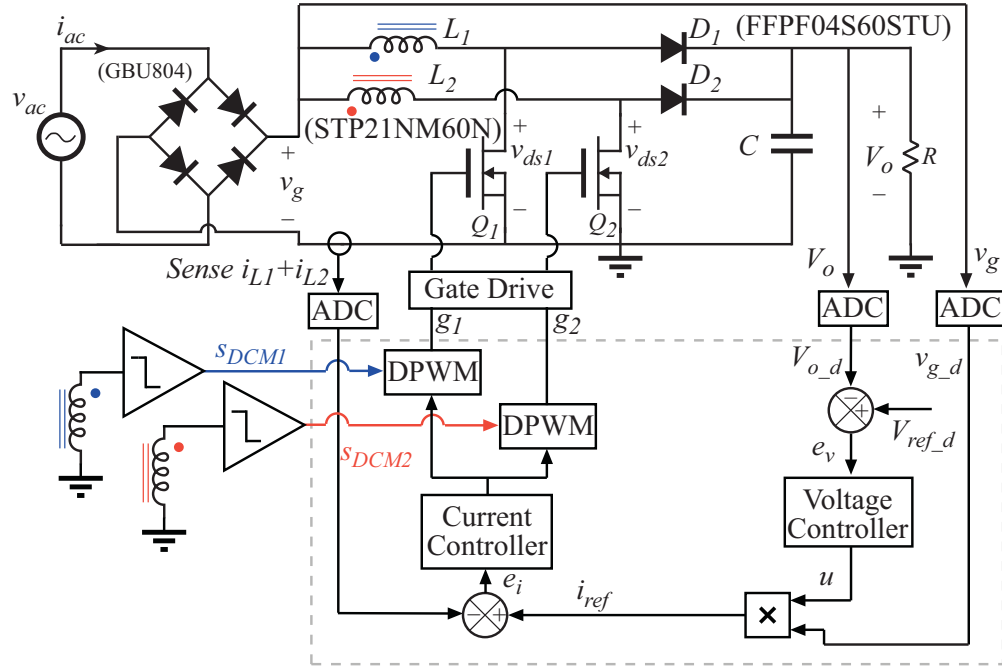 i_ac
L_1
D_1
(FFPF04S60STU)
(GBU804)
L_2
D_2
v_ac
(STP21NM60N)
+
v_g
−
+
v_ds1
−
+
v_ds2
−
C
+
V_o
−
R
Q_1
Q_2
Sense i_L1+i_L2
V_o
v_g
Gate Drive
ADC
ADC
ADC
g_1
g_2
s_DCM1
DPWM
V_o_d
v_g_d
−
+
DPWM
V_ref_d
s_DCM2
e_v
Current
Controller
Voltage
Controller
e_i
i_ref
u
−
+
×